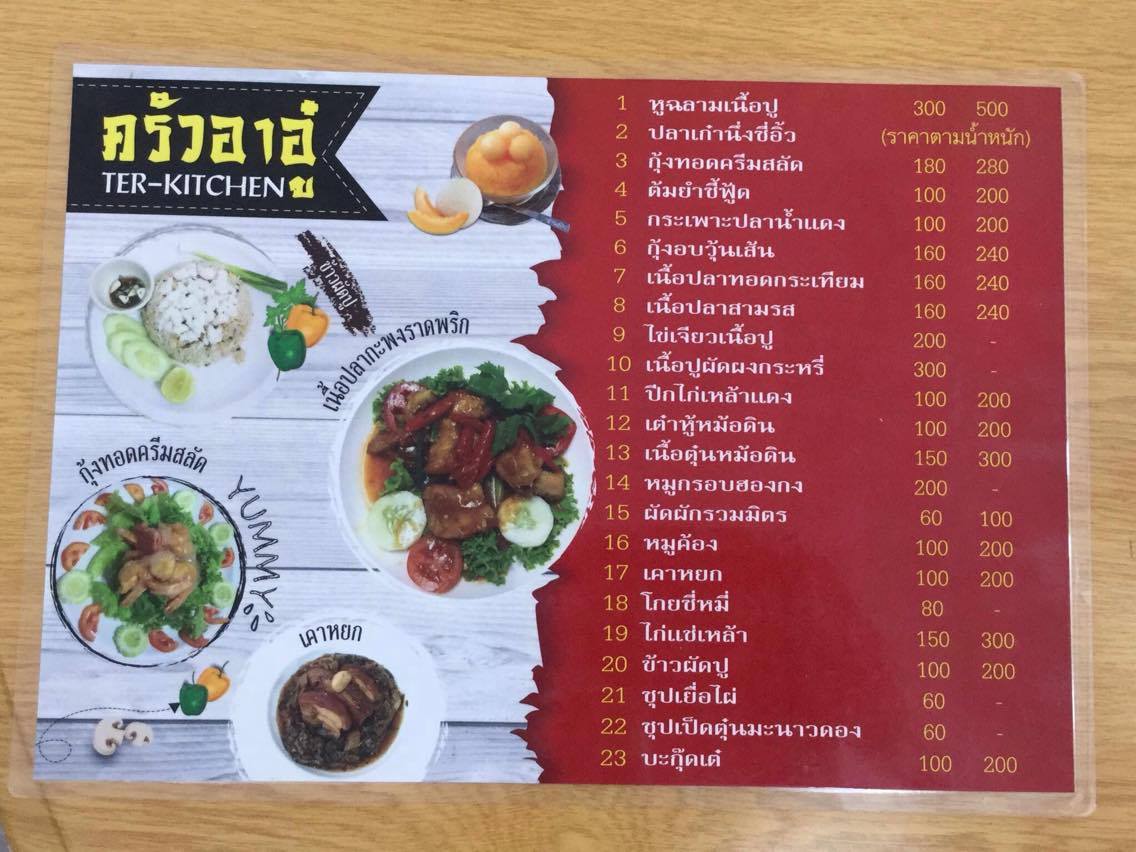 ครัวอาอู๋
TER-KITCHEN
ข้าวผัดปู
เนื้อปลากะพงราดพริก
กุ้งทอดครีมสลัด
YUMMY
เคาหยก
1 หูฉลามเนื้อปู 300 500
2 ปลาเก๋านึ่งซี่อิ้ว (ราคาตามน้ำหนัก)
3 กุ้งทอดครีมสลัด 180 280
4 ต้มยำซี้ฟู้ด 100 200
5 กระเพาะปลาน้ำแดง 100 200
6 กุ้งอบวุ้นเส้น 160 240
7 เนื้อปลาทอดกระเทียม 160 240
8 เนื้อปลาสามรส 160 240
9 ไข่เจียวเนื้อปู 200 -
10 เนื้อปูผัดผงกระหรี่ 300 -
11 ปีกไก่เหล้าแดง 100 200
12 เต๋าหู้หม้อดิน 100 200
13 เนื้อตุ๋นหม้อดิน 150 300
14 หมูกรอบฮองกง 200 -
15 ผัดผักรวมมิตร 60 100
16 หมูค้อง 100 200
17 เคาหยก 100 200
18 โกยซี่หมี่ 80 -
19 ไก่แช่เหล้า 150 300
20 ข้าวผัดปู 100 200
21 ซุปเยื่อไผ่ 60 -
22 ซุปเป็ดตุ๋นมะนาวดอง 60 -
23 บะกุ๊ดเต๋ 100 200